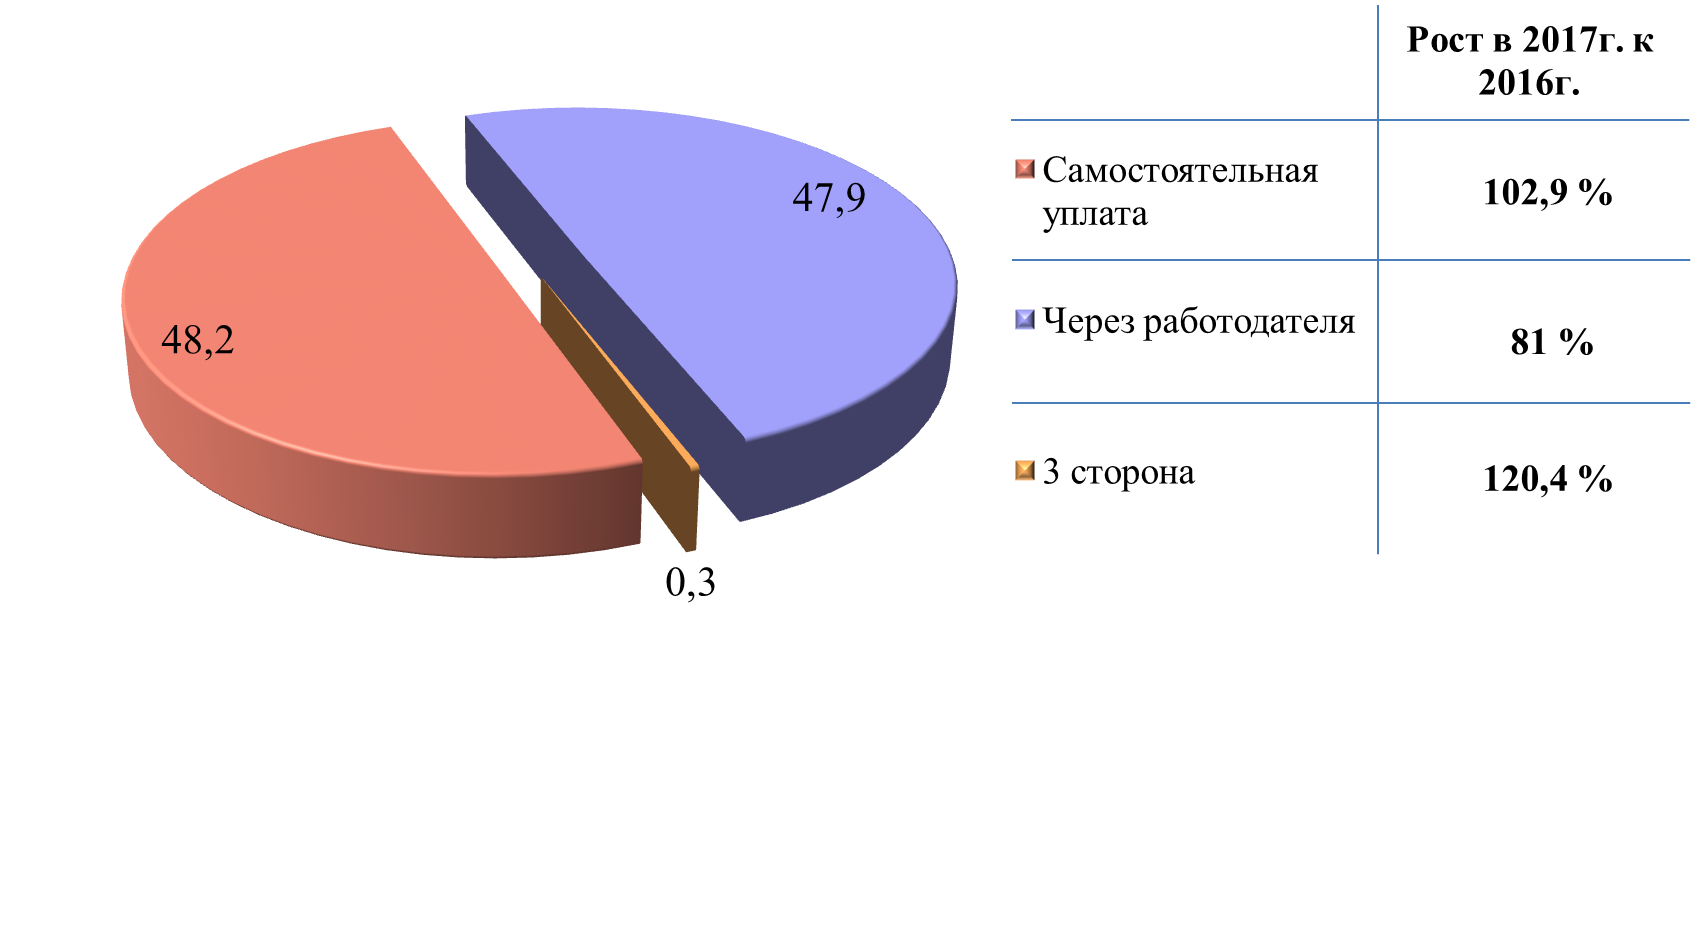 47,9
48,2
0,3
Рост в 2017г. к
2016г.
Самостоятельная
уплата
102,9 %
Через работодателя
81 %
3 сторона
120,4 %